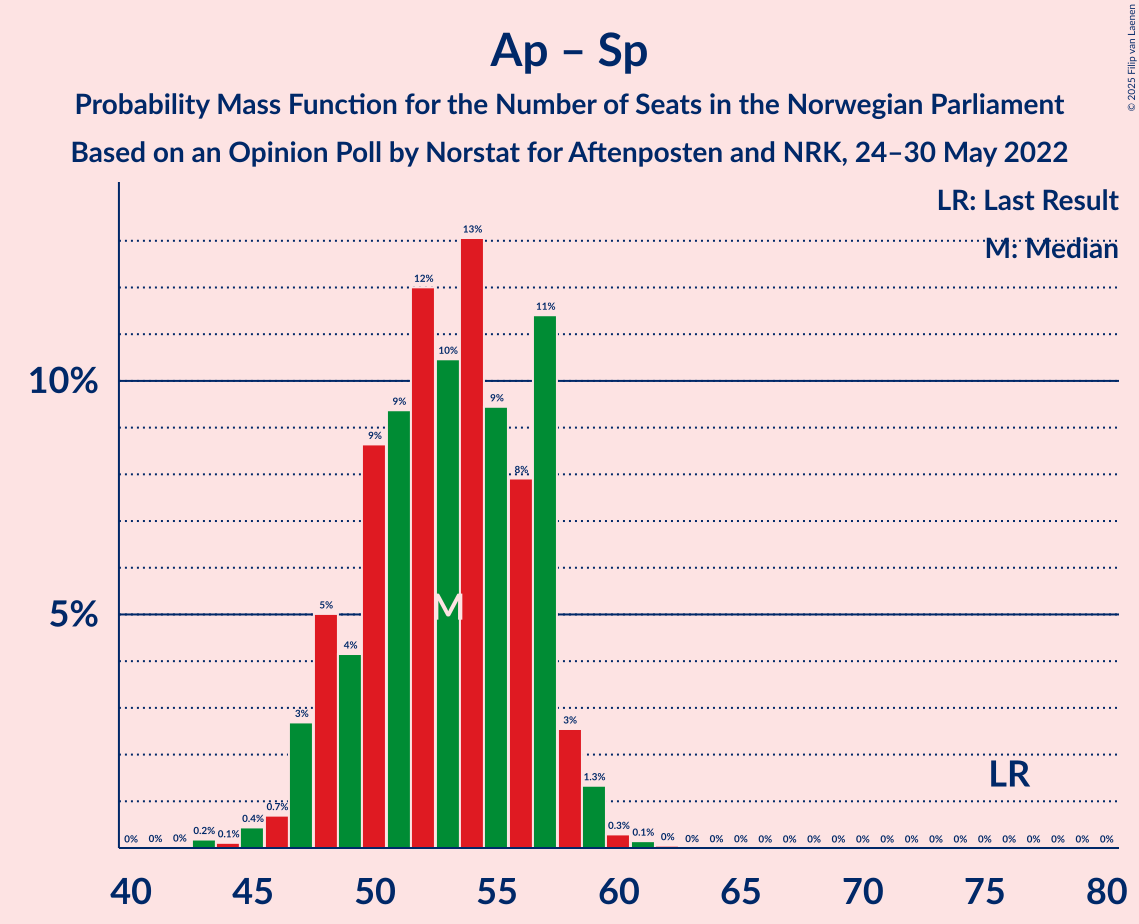 Ap – Sp
Probability Mass Function for the Number of Seats in the Norwegian Parliament
Based on an Opinion Poll by Norstat for Aftenposten and NRK, 24–30 May 2022
© 2025 Filip van Laenen
LR: Last Result
M: Median
10%
5%
0% 0% 0% 0.2% 0.1% 0.4% 0.7% 3% 5% 4% 9% 9% 12% 10% 13% 9% 8% 11% 3% 1.3% 0.3% 0.1% 0% 0% 0% 0% 0% 0% 0% 0% 0% 0% 0% 0% 0% 0% 0% 0% 0% 0% 0%
M
LR
40 45 50 55 60 65 70 75 80